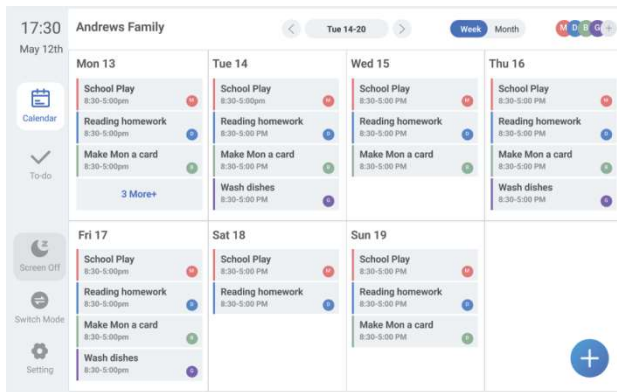 17:30
May 12th
Calendar
To-do
Screen Off
Switch Mode
Setting
Andrews Family
Tue 14-20
Week
Month
M D B G +
Mon 13
School Play
8:30-5:00pm
M
Reading homework
8:30-5:00pm
D
Make Mon a card
8:30-5:00pm
B
3 More+
Tue 14
School Play
8:30-5:00pm
M
Reading homework
8:30-5:00 PM
D
Make Mon a card
8:30-5:00 PM
B
Wash dishes
8:30-5:00 PM
G
Wed 15
School Play
8:30-5:00 PM
M
Reading homework
8:30-5:00 PM
D
Make Mon a card
8:30-5:00 PM
B
Thu 16
School Play
8:30-5:00 PM
M
Reading homework
8:30-5:00 PM
D
Make Mon a card
8:30-5:00 PM
B
Wash dishes
8:30-5:00 PM
G
Fri 17
School Play
8:30-5:00pm
M
Reading homework
8:30-5:00pm
D
Make Mon a card
8:30-5:00pm
B
Wash dishes
8:30-5:00pm
G
Sat 18
School Play
8:30-5:00 PM
M
Reading homework
8:30-5:00 PM
D
Sun 19
School Play
8:30-5:00 PM
M
Reading homework
8:30-5:00 PM
D
Make Mon a card
8:30-5:00 PM
B